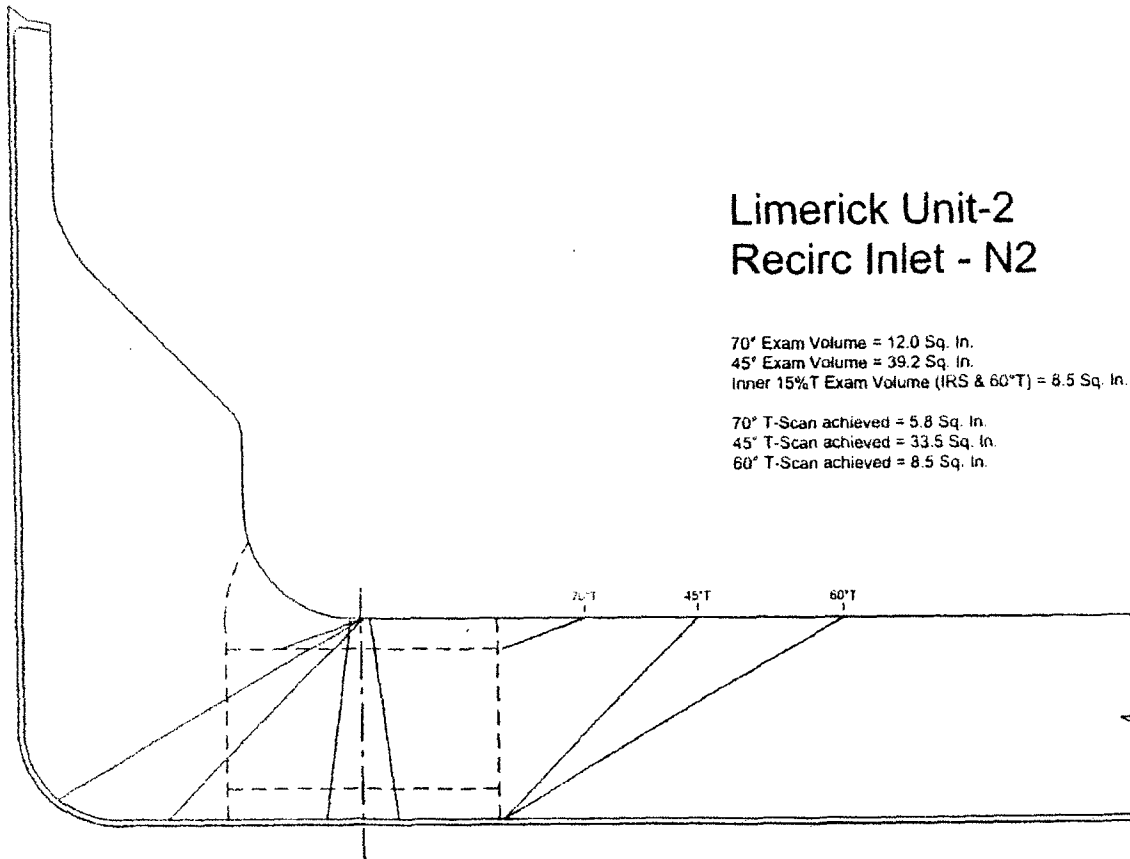 Limerick Unit-2
Recirc Inlet - N2
70° Exam Volume = 12.0 Sq. In.
45° Exam Volume = 39.2 Sq. In.
Inner 15%T Exam Volume (IRS & 60°T) = 8.5 Sq. In.
70° T-Scan achieved = 5.8 Sq. In.
45° T-Scan achieved = 33.5 Sq. In.
60° T-Scan achieved = 8.5 Sq. In.
70°T
45°T
60°T